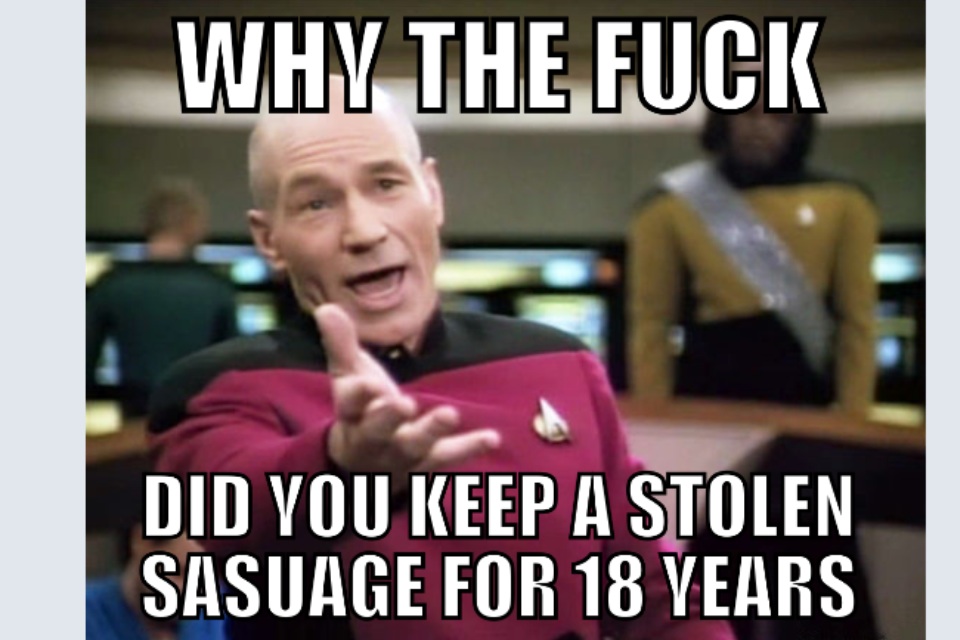 WHY THE FUCK
DID YOU KEEP A STOLEN
SASUAGE FOR 18 YEARS